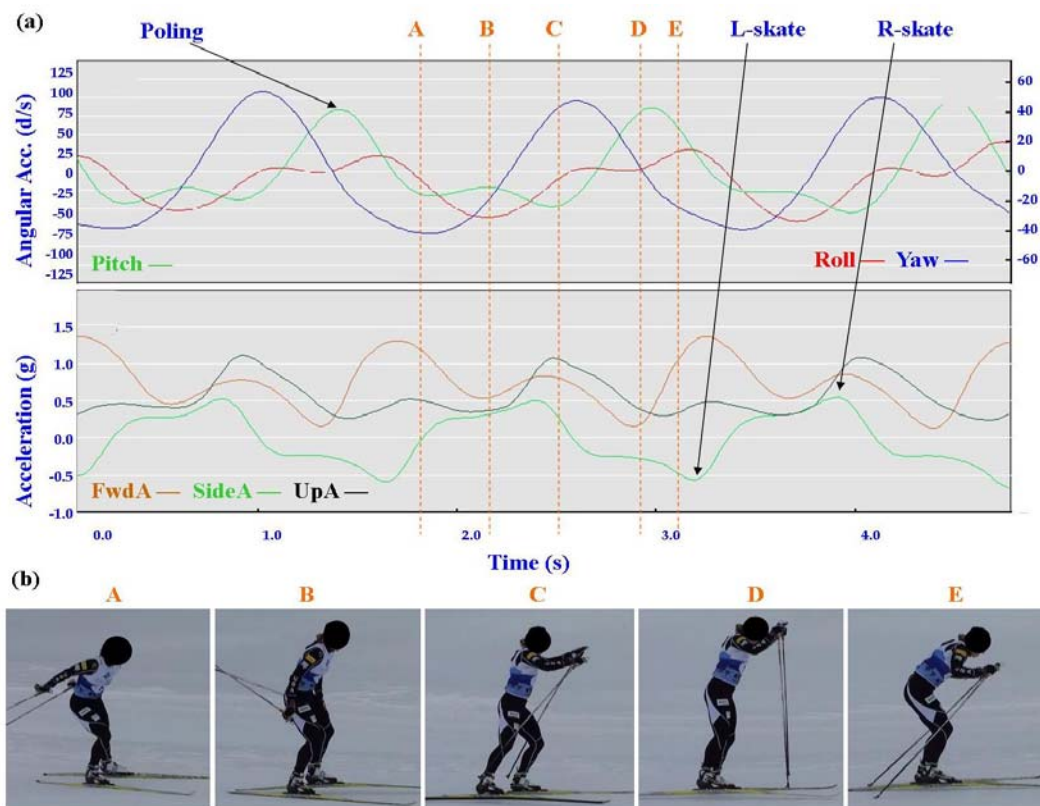 (a)
A B C D E
Poling L-skate R-skate
Angular Acc. (d/s)
125
100
75
50
25
0
-25
-50
-75
-100
-125
60
40
20
0
-20
-40
-60
Pitch Roll Yaw
Acceleration (g)
1.5
1.0
0.5
0.0
-0.5
-1.0
FwdA SideA UpA
0.0 1.0 2.0 3.0 4.0
Time (s)
(b)
A B C D E